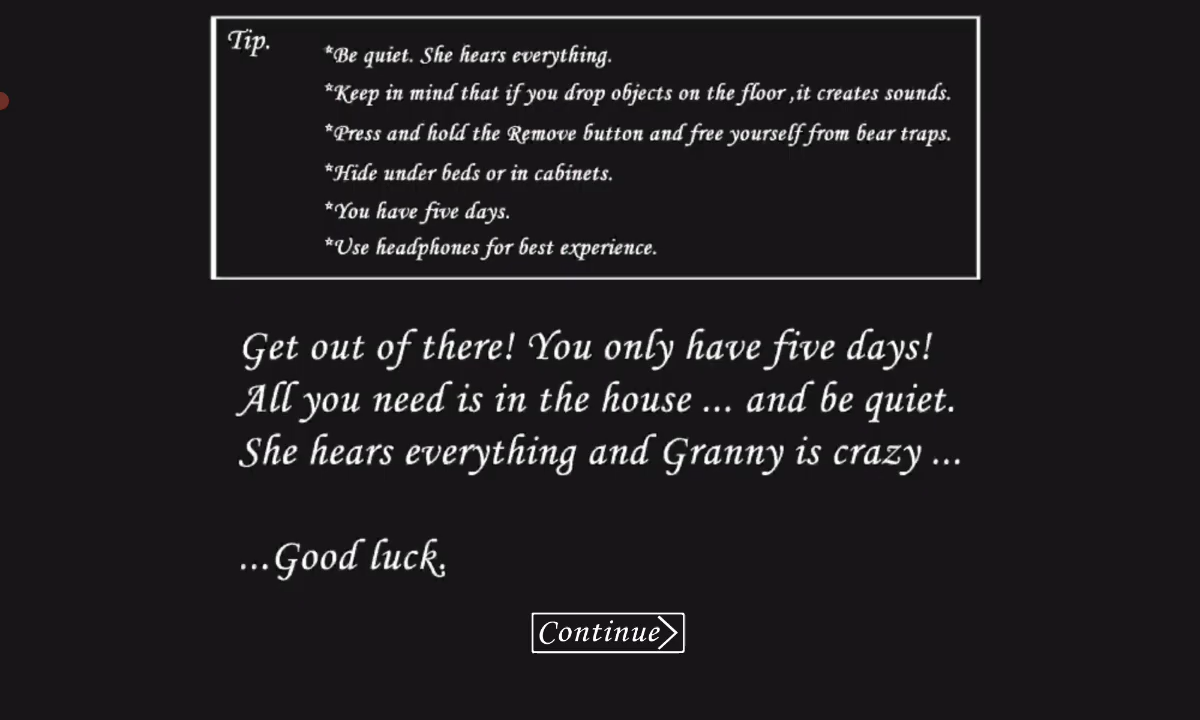 Tip.
*Be quiet. She hears everything.
*Keep in mind that if you drop objects on the floor ,it creates sounds.
*Press and hold the Remove button and free yourself from bear traps.
*Hide under beds or in cabinets.
*You have five days.
*Use headphones for best experience.
Get out of there! You only have five days!
All you need is in the house ... and be quiet.
She hears everything and Granny is crazy ...
...Good luck.
Continue